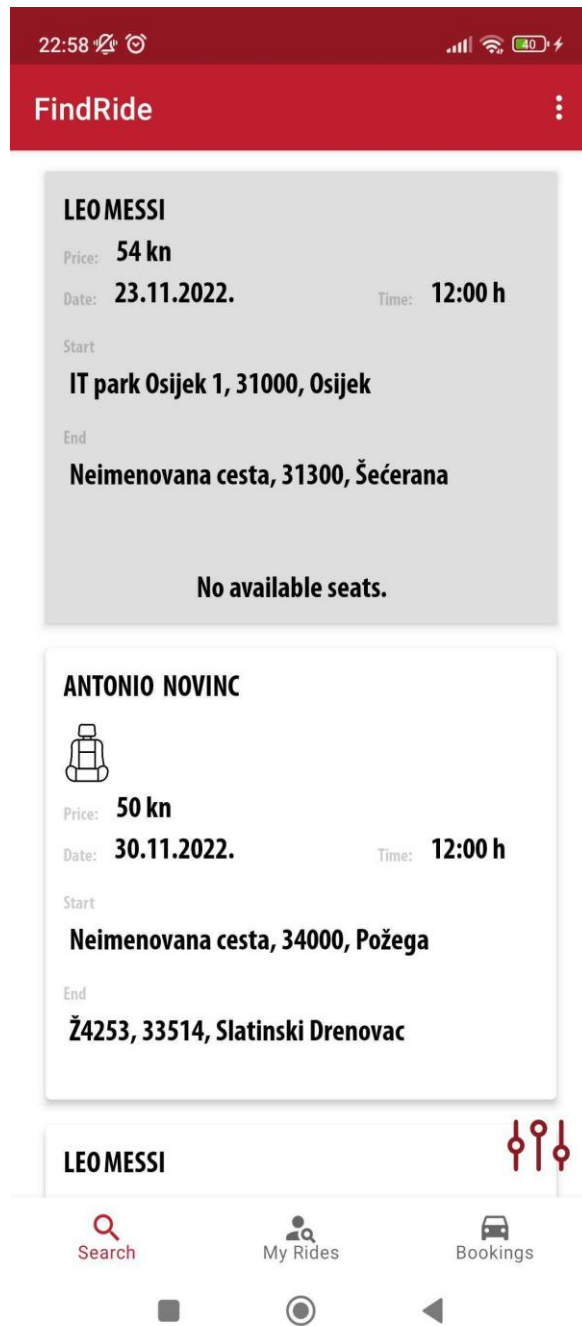 22:58 40
FindRide
LEO MESSI
Price: 54 kn
Date: 23.11.2022. Time: 12:00 h
Start
IT park Osijek 1, 31000, Osijek
End
Neimenovana cesta, 31300, Šećerana
No available seats.
ANTONIO NOVINC
Price: 50 kn
Date: 30.11.2022. Time: 12:00 h
Start
Neimenovana cesta, 34000, Požega
End
Ž4253, 33514, Slatinski Drenovac
LEO MESSI
Search My Rides Bookings